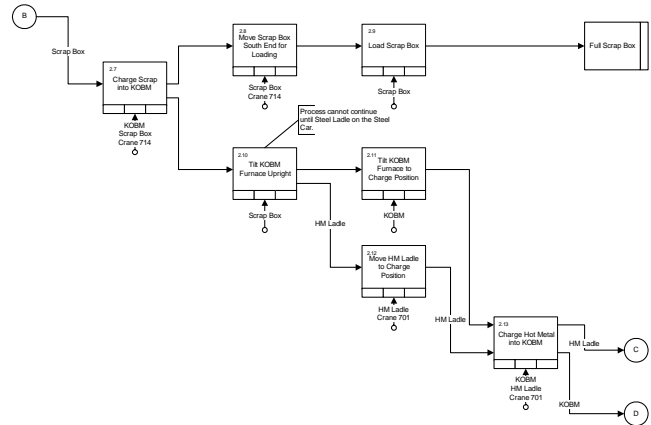 B
Scrap Box
2.7
Charge Scrap
into KOBM
KOBM
Scrap Box
Crane 714
2.8
Move Scrap Box
South End for
Loading
Scrap Box
Crane 714
2.9
Load Scrap Box
Scrap Box
Full Scrap Box
Process cannot continue
until Steel Ladle on the Steel
Car.
2.10
Tilt KOBM
Furnace Upright
Scrap Box
HM Ladle
2.11
Tilt KOBM
Furnace to
Charge Position
KOBM
2.12
Move HM Ladle
to Charge
Position
HM Ladle
Crane 701
HM Ladle
2.13
Charge Hot Metal
into KOBM
KOBM
HM Ladle
Crane 701
HM Ladle
C
KOBM
D